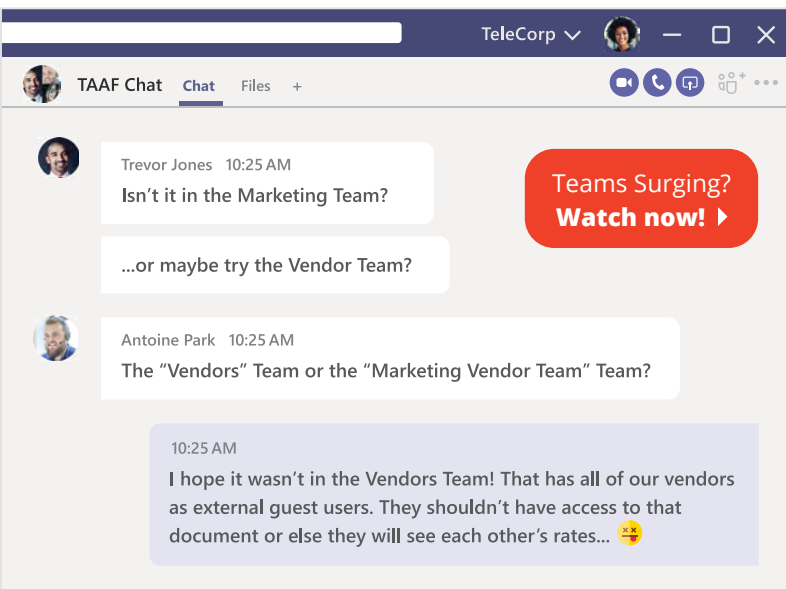 TeleCorp
TAAF Chat Chat Files +
Trevor Jones 10:25 AM
Isn’t it in the Marketing Team?
Teams Surging?
Watch now!
...or maybe try the Vendor Team?
Antoine Park 10:25 AM
The “Vendors” Team or the “Marketing Vendor Team” Team?
10:25 AM
I hope it wasn’t in the Vendors Team! That has all of our vendors
as external guest users. They shouldn’t have access to that
document or else they will see each other’s rates...